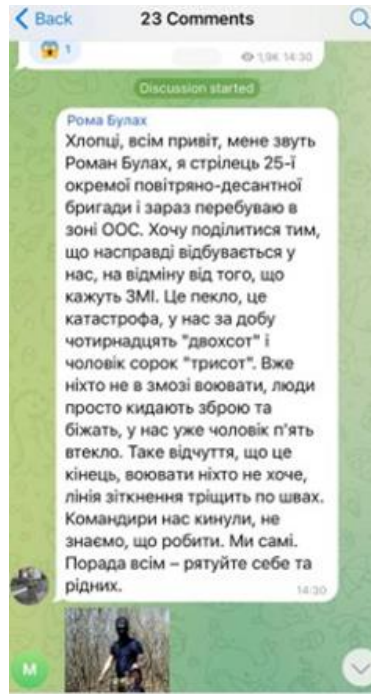 Back
23 Comments
1
1,9K 14:30
Discussion started
Рома Булах
Хлопці, всім привіт, мене звуть
Роман Булах, я стрілець 25-ї
окремої повітряно-десантної
бригади і зараз перебуваю в
зоні ООС. Хочу поділитися тим,
що насправді відбувається у
нас, на відміну від того, що
кажуть ЗМІ. Це пекло, це
катастрофа, у нас за добу
чотирнадцять "двохсот" і
чоловік сорок "трисот". Вже
ніхто не в змозі воювати, люди
просто кидають зброю та
біжать, у нас уже чоловік п'ять
втекло. Таке відчуття, що це
кінець, воювати ніхто не хоче,
лінія зіткнення тріщить по швах.
Командири нас кинули, не
знаємо, що робити. Ми самі.
Порада всім – рятуйте себе та
рідних.
14:30
М